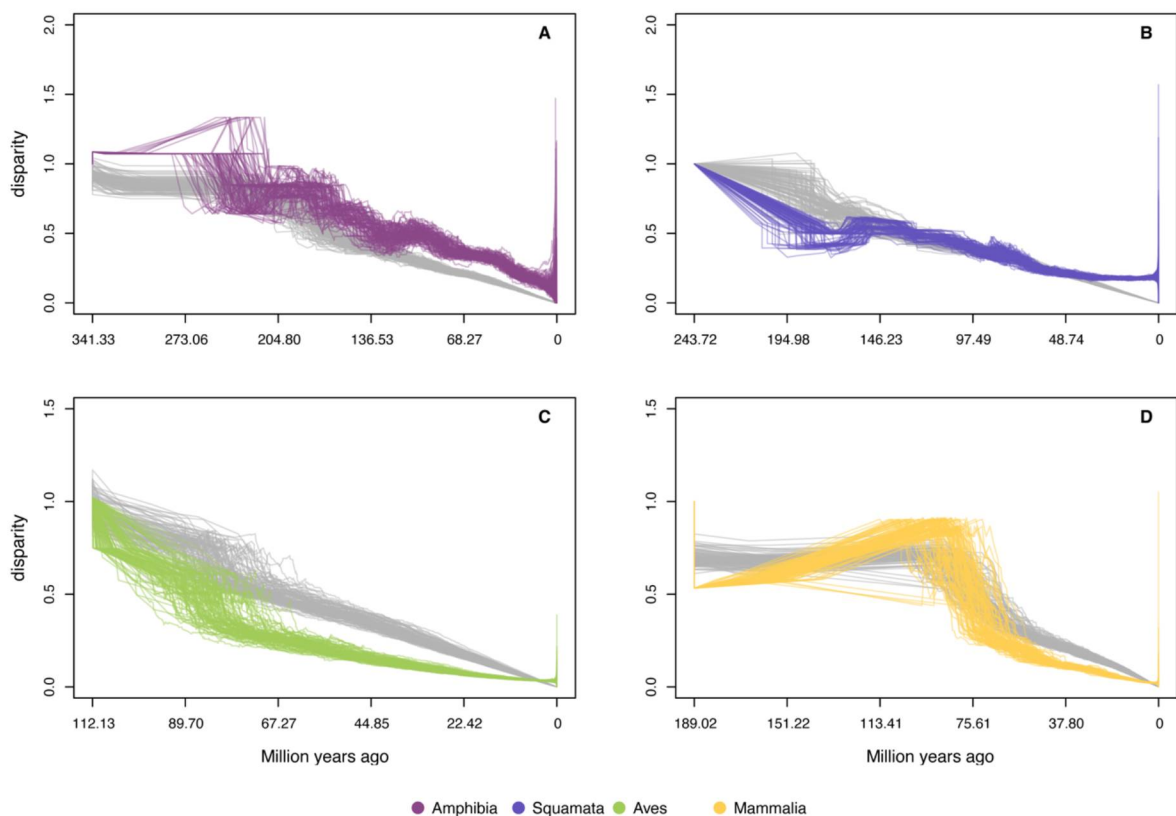 A
B
disparity
0.0 0.5 1.0 1.5 2.0
0.0 0.5 1.0 1.5 2.0
341.33 273.06 204.80 136.53 68.27 0
243.72 194.98 146.23 97.49 48.74 0
C
D
disparity
0.0 0.5 1.0 1.5
0.0 0.5 1.0 1.5
112.13 89.70 67.27 44.85 22.42 0
189.02 151.22 113.41 75.61 37.80 0
Million years ago
Million years ago
Amphibia Squamata Aves Mammalia